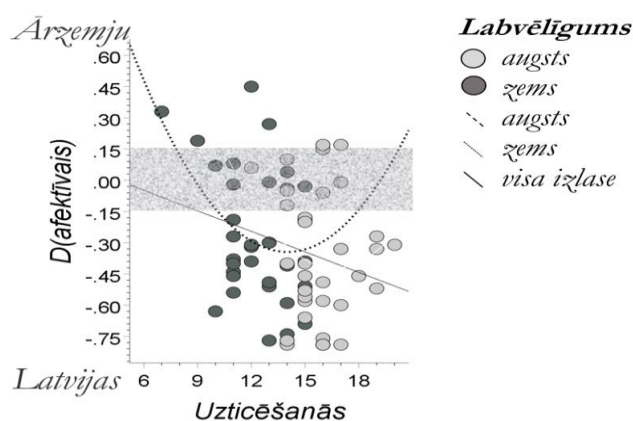 Ārzemju
Labvēlīgums
augsts
zems
augsts
zems
visa izlase
D(afektīvais)
.60
.45
.30
.15
.00
-.15
-.30
-.45
-.60
-.75
Latvijas
6 9 12 15 18
Uzticēšanās